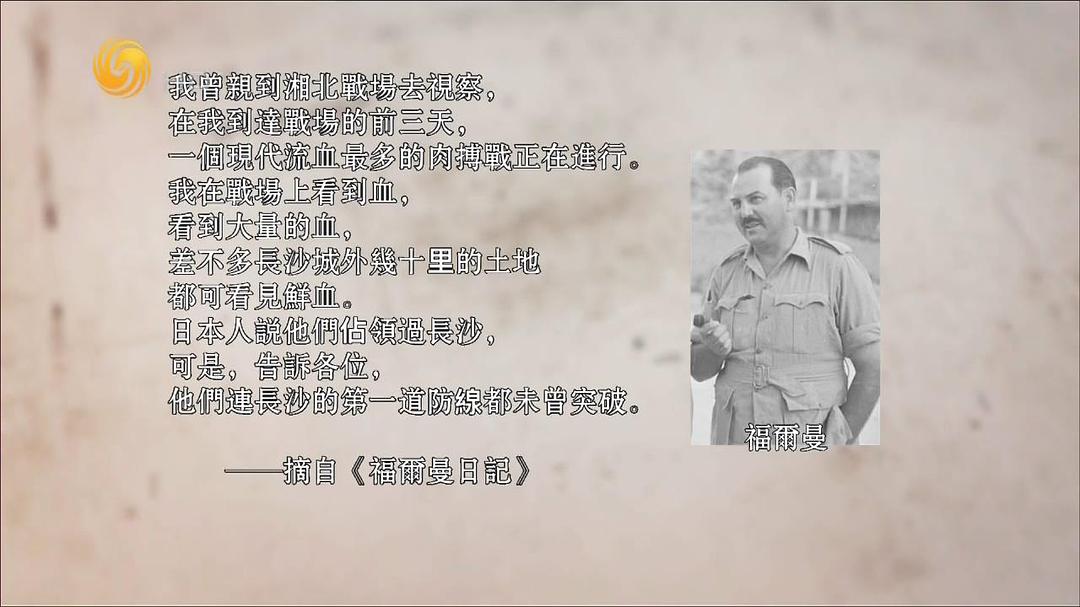 我曾親到湘北戰場去視察，
在我到達戰場的前三天，
一個現代流血最多的肉搏戰正在進行。
我在戰場上看到血，
看到大量的血，
差不多長沙城外幾十里的土地
都可看見鮮血。
日本人說他們佔領過長沙，
可是，告訴各位，
他們連長沙的第一道防線都未曾突破。
——摘自《福爾曼日記》
福爾曼